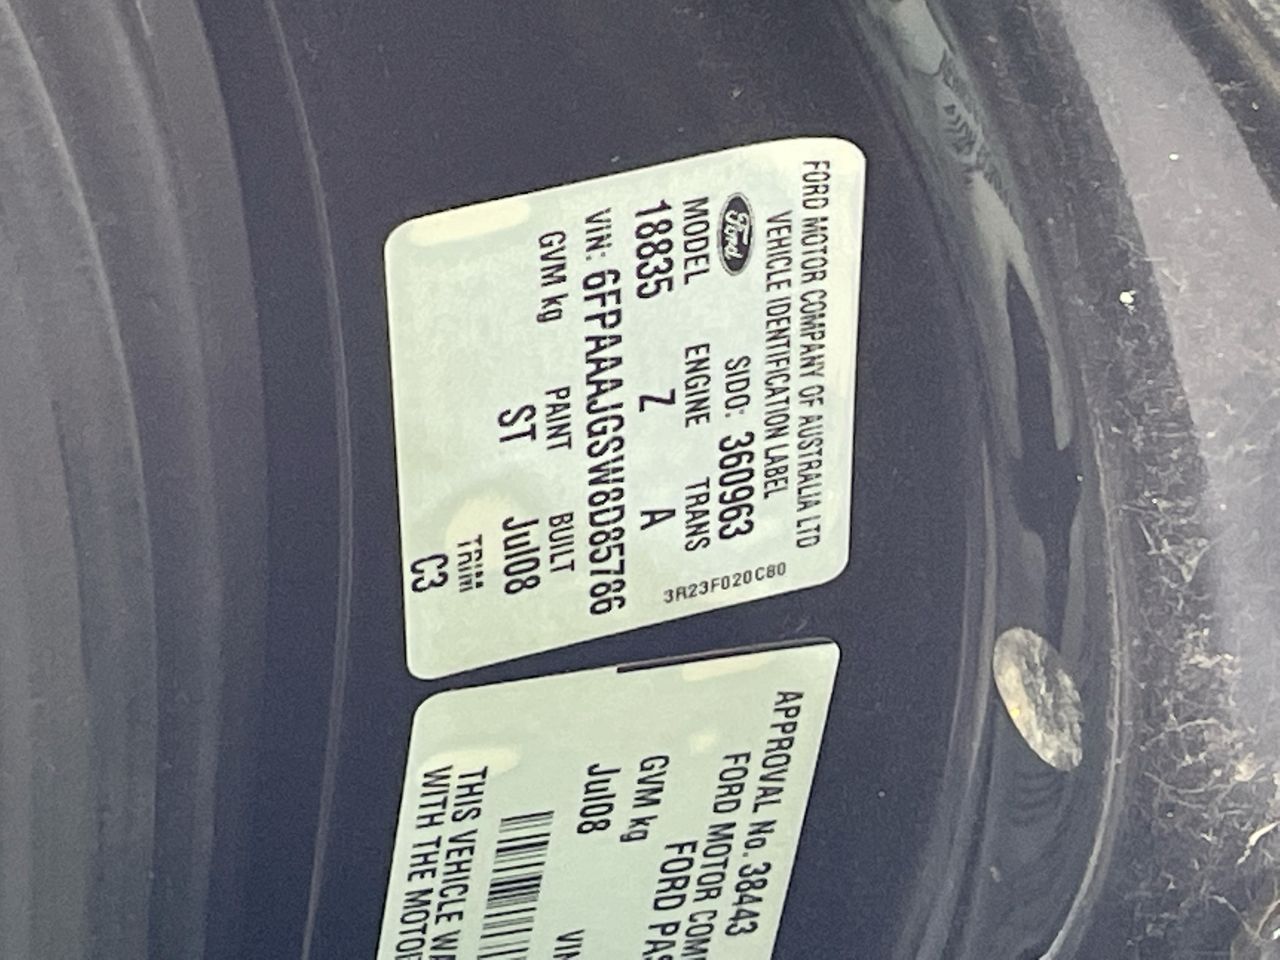 FORD MOTOR COMPANY OF AUSTRALIA LTD
VEHICLE IDENTIFICATION LABEL
Ford SIDO: 360963
MODEL ENGINE TRANS
18835 Z A
VIN: 6FPAAAJGSW8D85786
GVM kg PAINT BUILT
ST Jul08
TRIM
C3
3R23F020C80
APPROVAL No. 38443
FORD MOTOR COM
FORD PAS
GVM kg
Jul08
VIN
THIS VEHICLE WA
WITH THE MOTOR